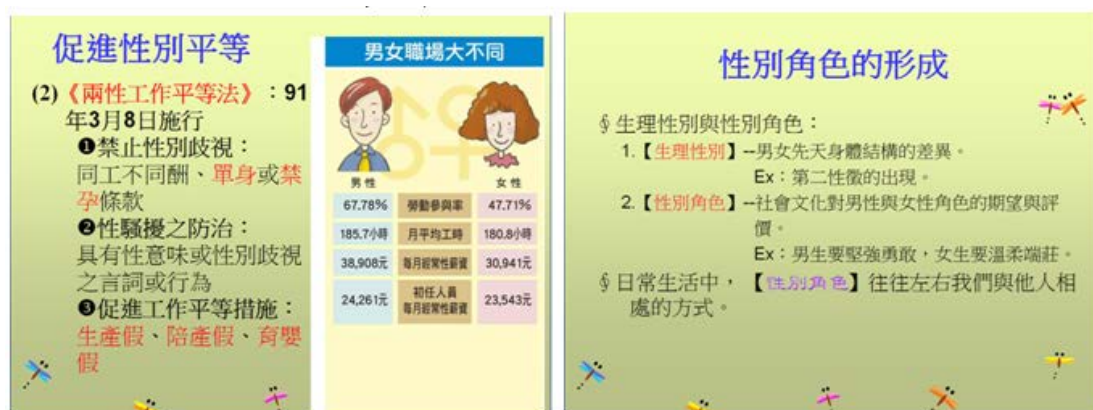 促進性別平等
(2)《兩性工作平等法》：91
年3月8日施行
❶禁止性別歧視：
同工不同酬、單身或禁
孕條款
❷性騷擾之防治：
具有性意味或性別歧視
之言詞或行為
❸促進工作平等措施：
生產假、陪產假、育嬰
假
男女職場大不同
男性 女性
67.78% 勞動參與率 47.71%
185.7小時 月平均工時 180.8小時
38,908元 每月經常性薪資 30,941元
24,261元 初任人員 23,543元
每月經常性薪資
性別角色的形成
§生理性別與性別角色：
1.【生理性別】--男女先天身體結構的差異。
Ex：第二性徵的出現。
2.【性別角色】--社會文化對男性與女性角色的期望與評
價。
Ex：男生要堅強勇敢，女生要溫柔端莊。
§日常生活中，【性別角色】往往左右我們與他人相
處的方式。